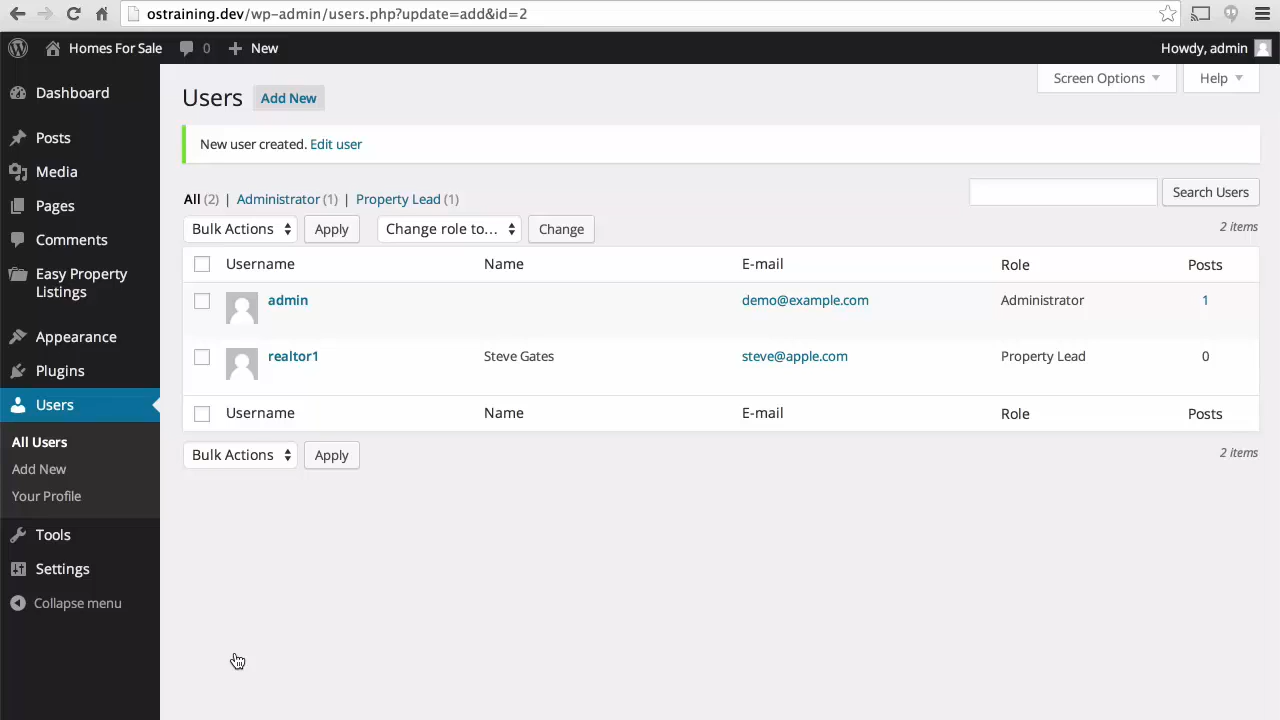 ostraining.dev/wp-admin/users.php?update=add&id=2
Homes For Sale 0 New Howdy, admin
Screen Options Help
Dashboard
Posts
Media
Pages
Comments
Easy Property
Listings
Appearance
Plugins
Users
All Users
Add New
Your Profile
Tools
Settings
Collapse menu
Users Add New
New user created. Edit user
All (2) | Administrator (1) | Property Lead (1)
Search Users
Bulk Actions Apply Change role to... Change 2 items
Username Name E-mail Role Posts
admin demo@example.com Administrator 1
realtor1 Steve Gates steve@apple.com Property Lead 0
Username Name E-mail Role Posts
Bulk Actions Apply 2 items